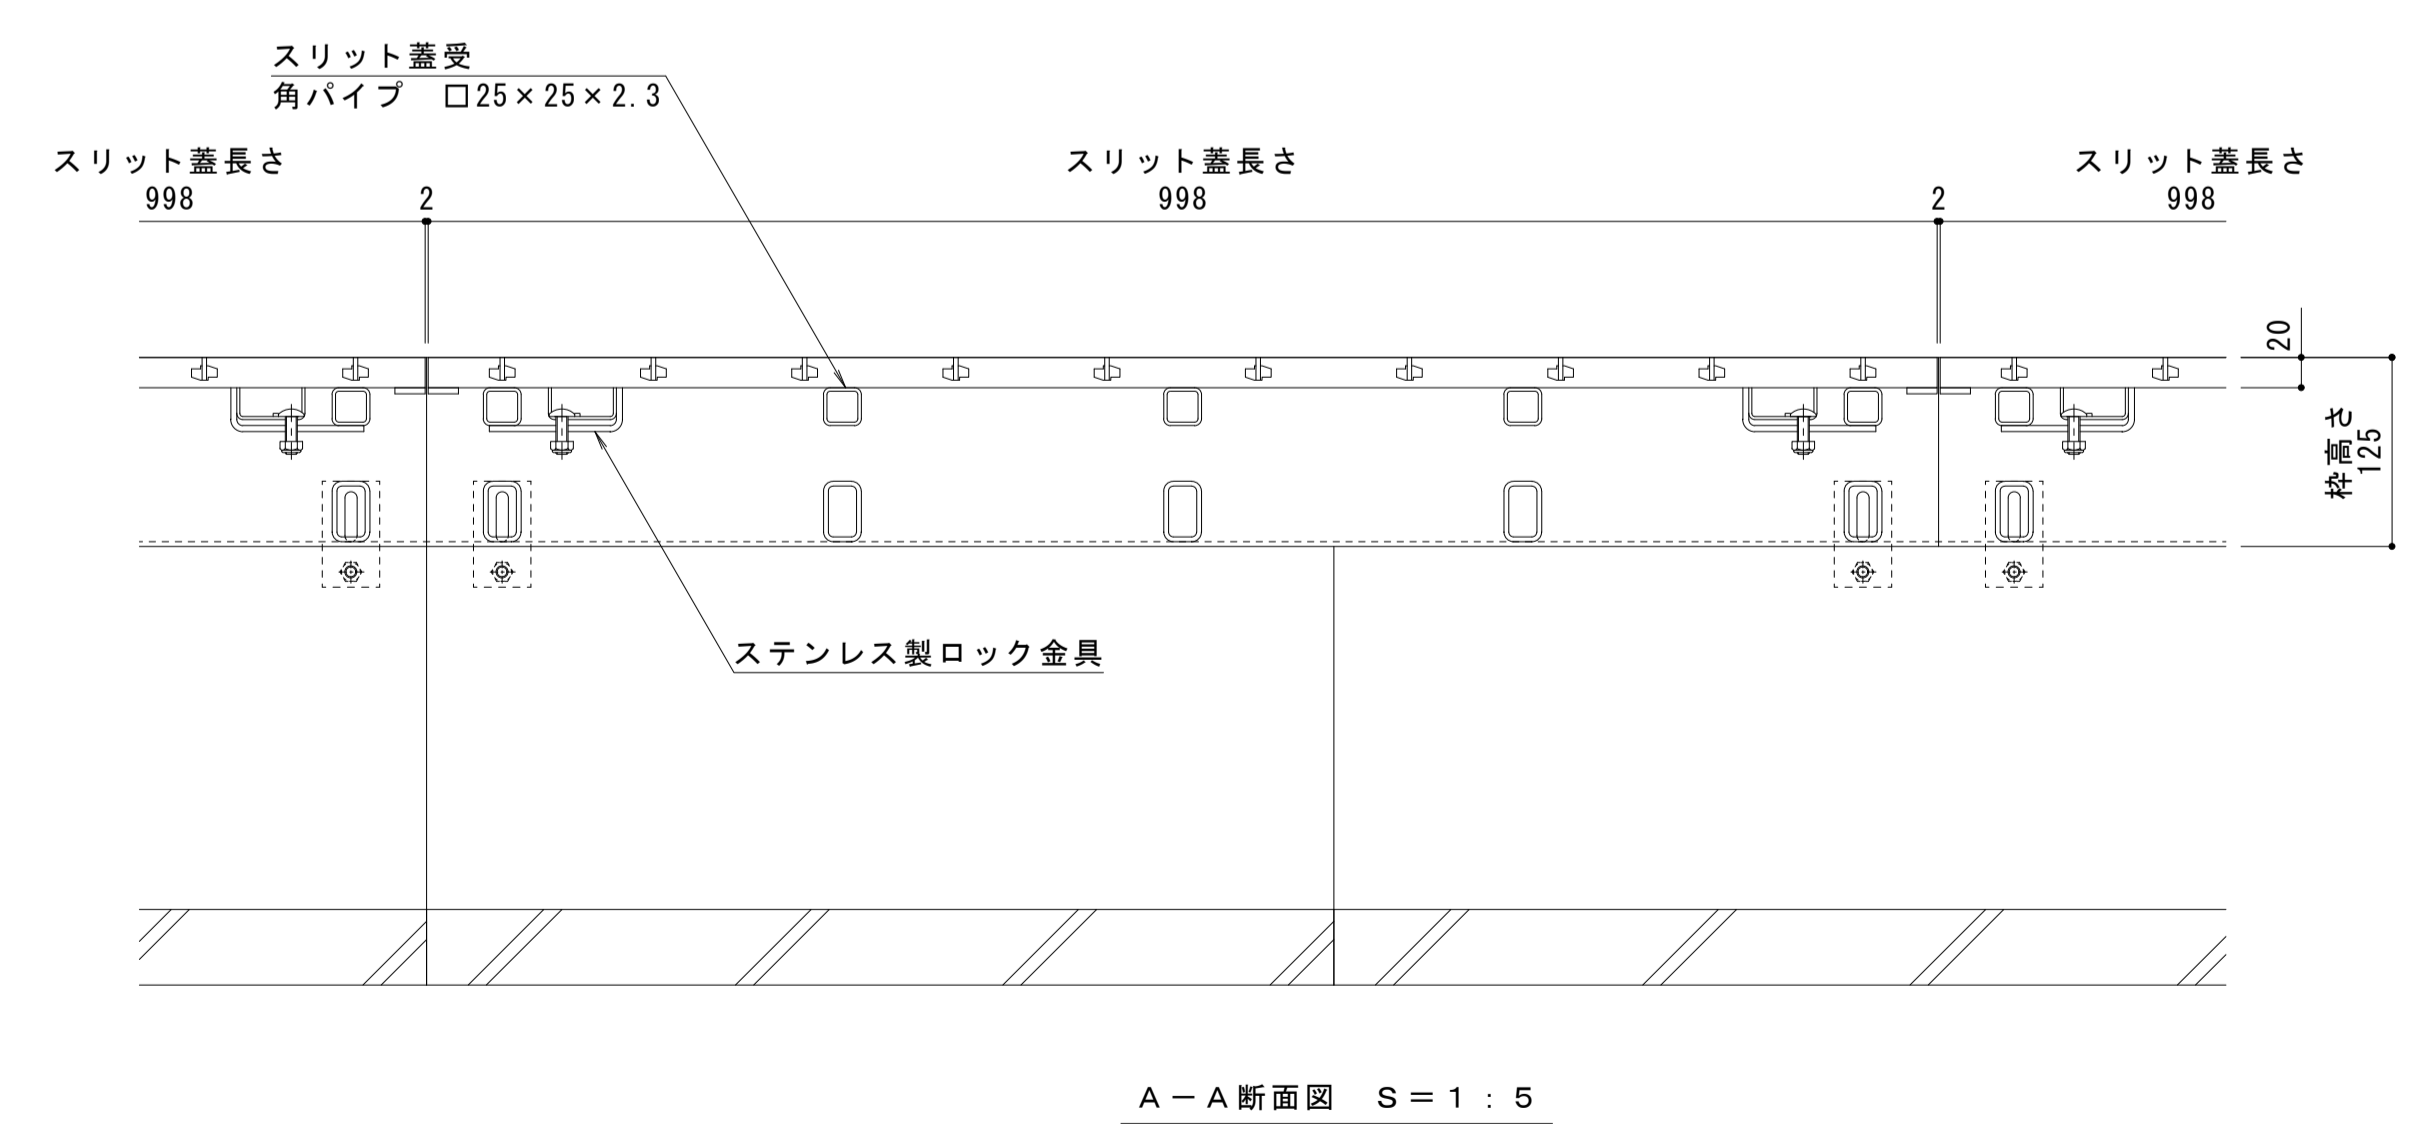 スリット蓋受
角パイプ　□25×25×2.3
スリット蓋長さ
998
2
スリット蓋長さ
998
2
スリット蓋長さ
998
20
枠高さ
125
ステンレス製ロック金具
Ａ－Ａ断面図　Ｓ＝１：５